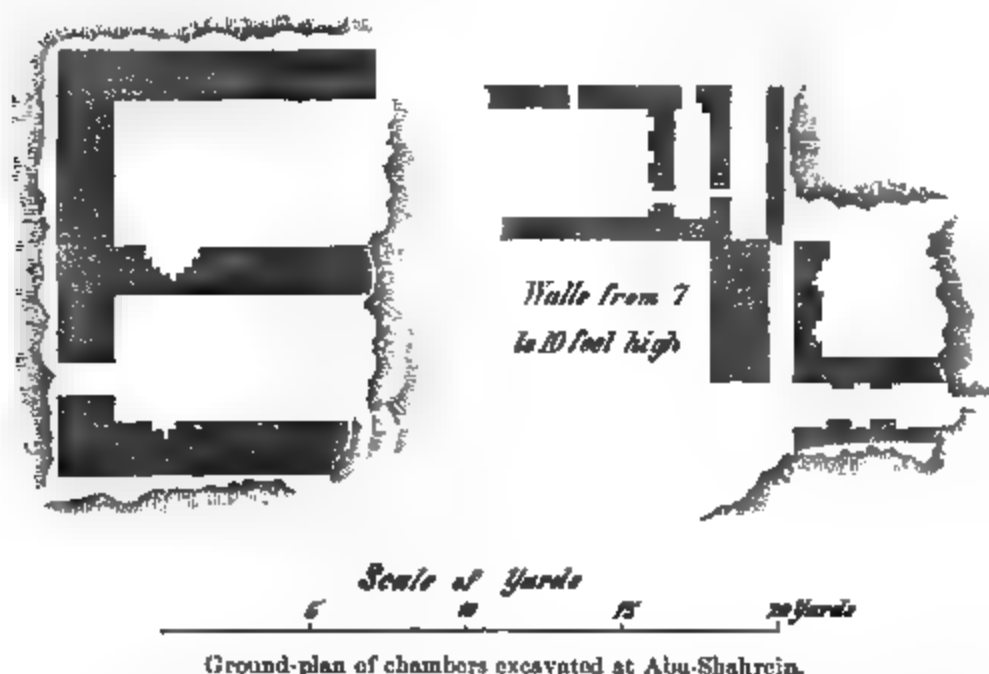 Walls from 7
to 10 feet high
Scale of Yards
5 10 15 20 Yards
Ground-plan of chambers excavated at Abu-Shahrein.